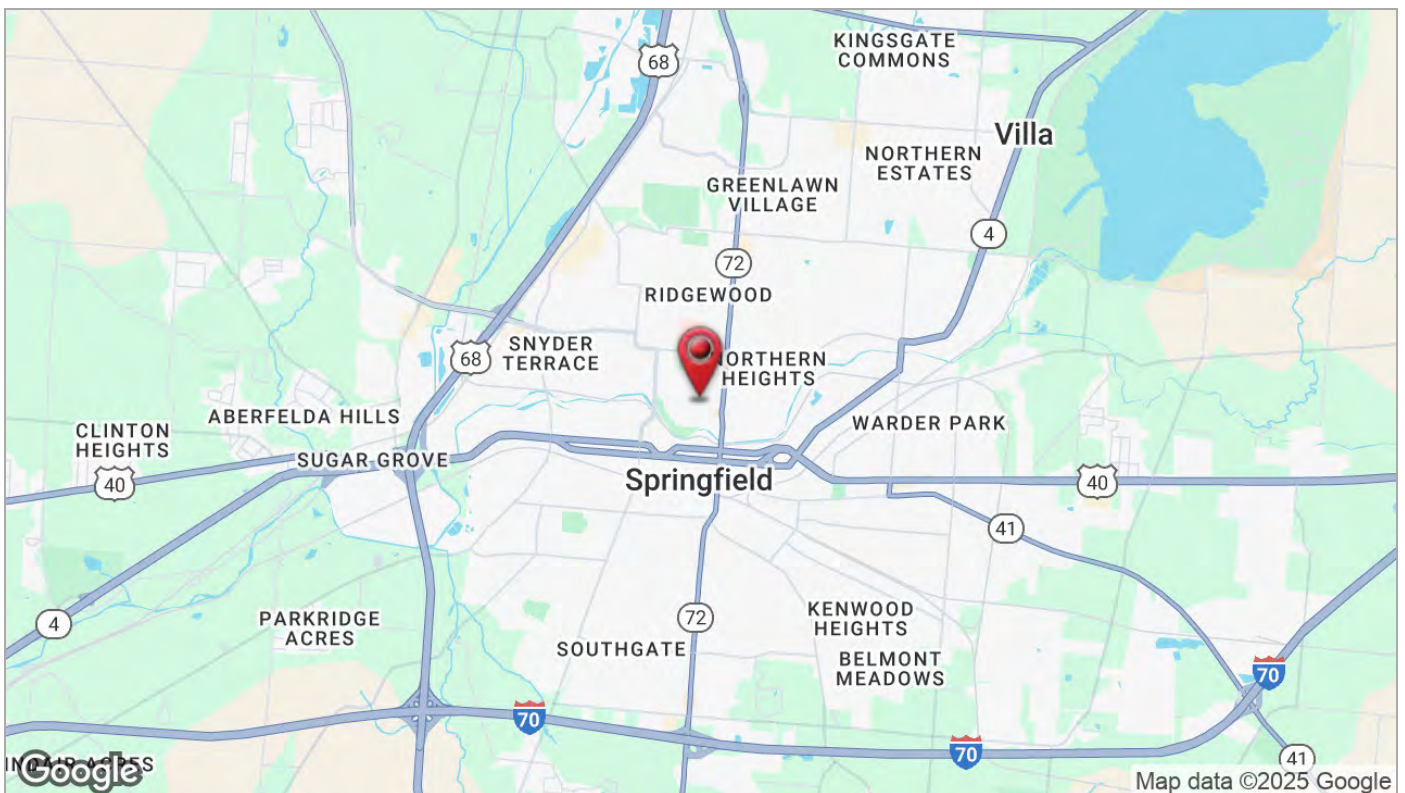 KINGSGATE
COMMONS
68
Villa
NORTHERN
ESTATES
GREENLAWN
VILLAGE
4
72
RIDGEWOOD
SNYDER
TERRACE
68
NORTHERN
HEIGHTS
ABERFELDA HILLS
CLINTON
HEIGHTS
WARDER PARK
SUGAR GROVE
40
Springfield
40
41
4
PARKRIDGE
ACRES
72
KENWOOD
HEIGHTS
SOUTHGATE
BELMONT
MEADOWS
70
70
70
41
Google
Map data ©2025 Google